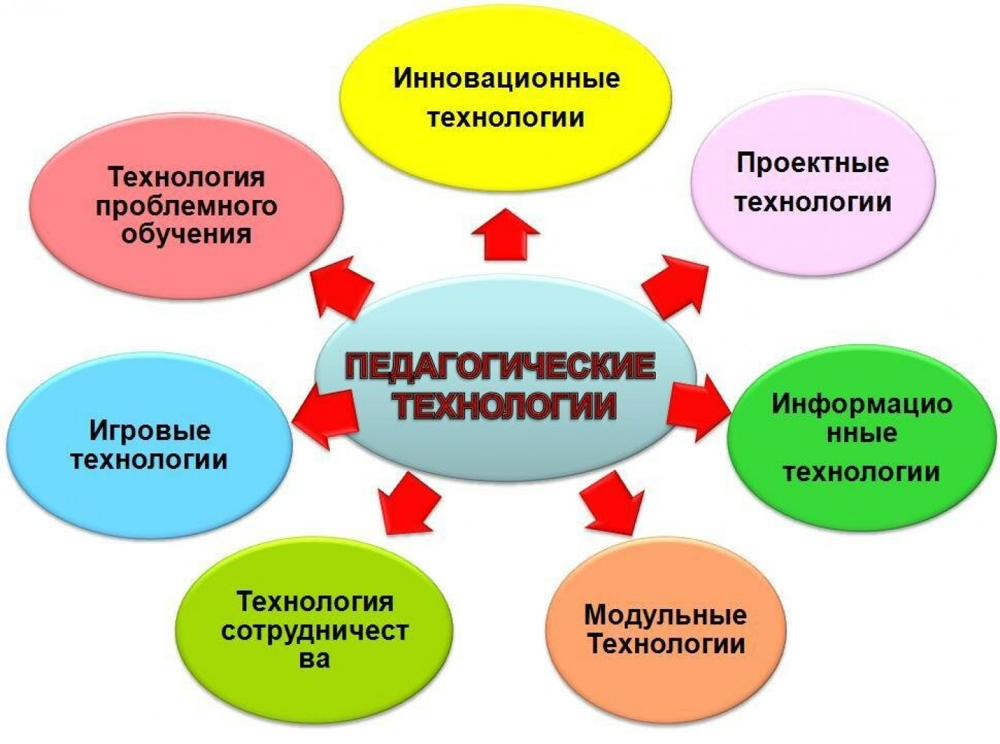 Инновационные
технологии
Проектные
технологии
Технология
проблемного
обучения
ПЕДАГОГИЧЕСКИЕ
ТЕХНОЛОГИИ
Информацио
нные
технологии
Игровые
технологии
Технология
сотрудничест
ва
Модульные
Технологии